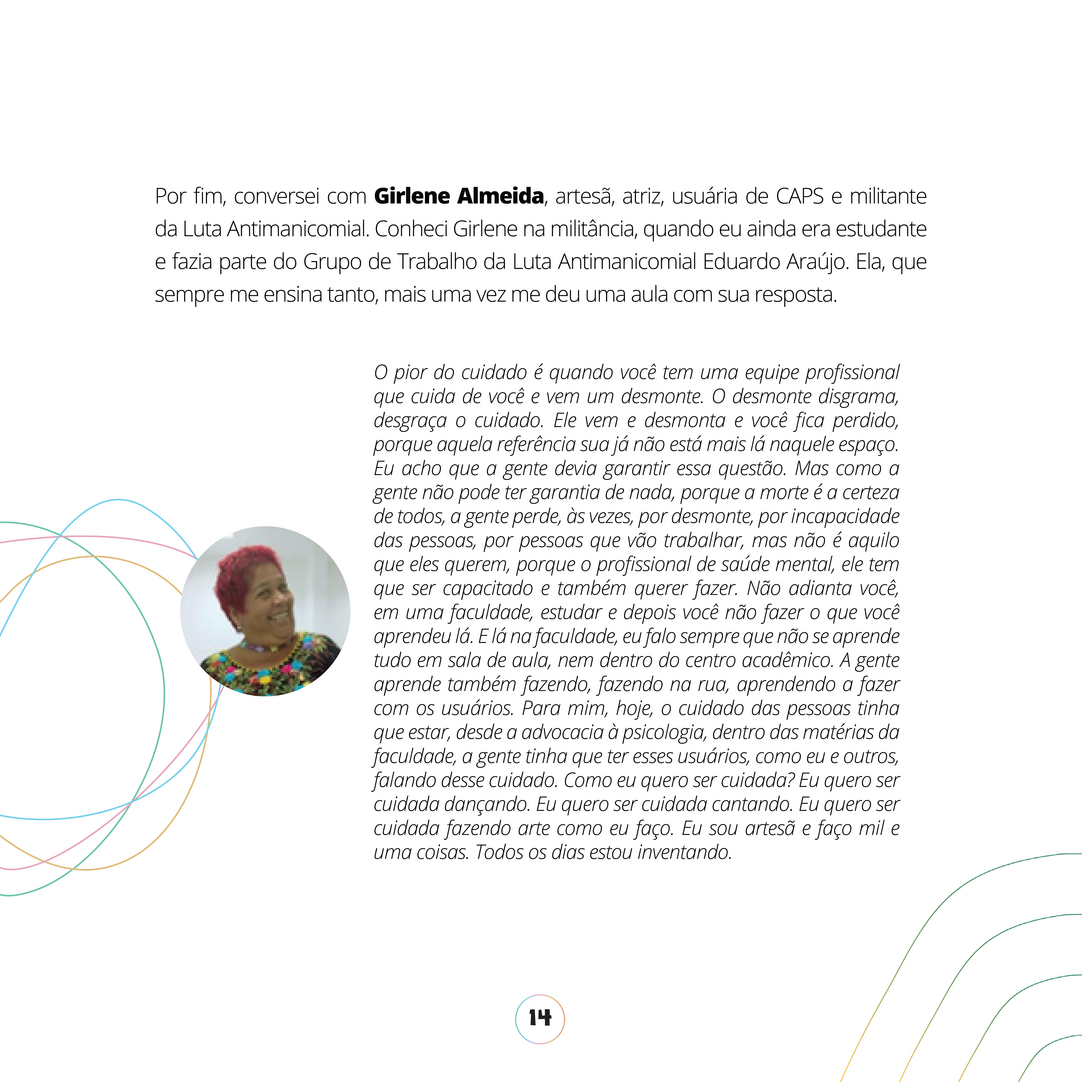 Por fim, conversei com Girlene Almeida, artesã, atriz, usuária de CAPS e militante
da Luta Antimanicomial. Conheci Girlene na militância, quando eu ainda era estudante
e fazia parte do Grupo de Trabalho da Luta Antimanicomial Eduardo Araújo. Ela, que
sempre me ensina tanto, mais uma vez me deu uma aula com sua resposta.
O pior do cuidado é quando você tem uma equipe profissional
que cuida de você e vem um desmonte. O desmonte disgrama,
desgraça o cuidado. Ele vem e desmonta e você fica perdido,
porque aquela referência sua já não está mais lá naquele espaço.
Eu acho que a gente devia garantir essa questão. Mas como a
gente não pode ter garantia de nada, porque a morte é a certeza
de todos, a gente perde, às vezes, por desmonte, por incapacidade
das pessoas, por pessoas que vão trabalhar, mas não é aquilo
que eles querem, porque o profissional de saúde mental, ele tem
que ser capacitado e também querer fazer. Não adianta você,
em uma faculdade, estudar e depois você não fazer o que você
aprendeu lá. E lá na faculdade, eu falo sempre que não se aprende
tudo em sala de aula, nem dentro do centro acadêmico. A gente
aprende também fazendo, fazendo na rua, aprendendo a fazer
com os usuários. Para mim, hoje, o cuidado das pessoas tinha
que estar, desde a advocacia à psicologia, dentro das matérias da
faculdade, a gente tinha que ter esses usuários, como eu e outros,
falando desse cuidado. Como eu quero ser cuidada? Eu quero ser
cuidada dançando. Eu quero ser cuidada cantando. Eu quero ser
cuidada fazendo arte como eu faço. Eu sou artesã e faço mil e
uma coisas. Todos os dias estou inventando.
14